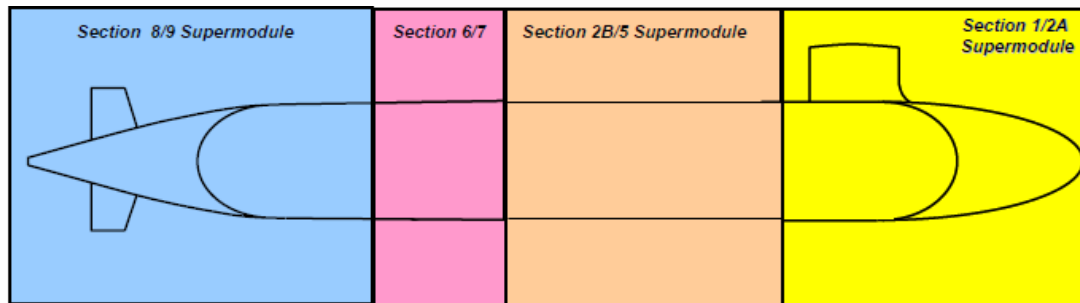 Section 8/9 Supermodule
Section 6/7
Section 2B/5 Supermodule
Section 1/2A
Supermodule